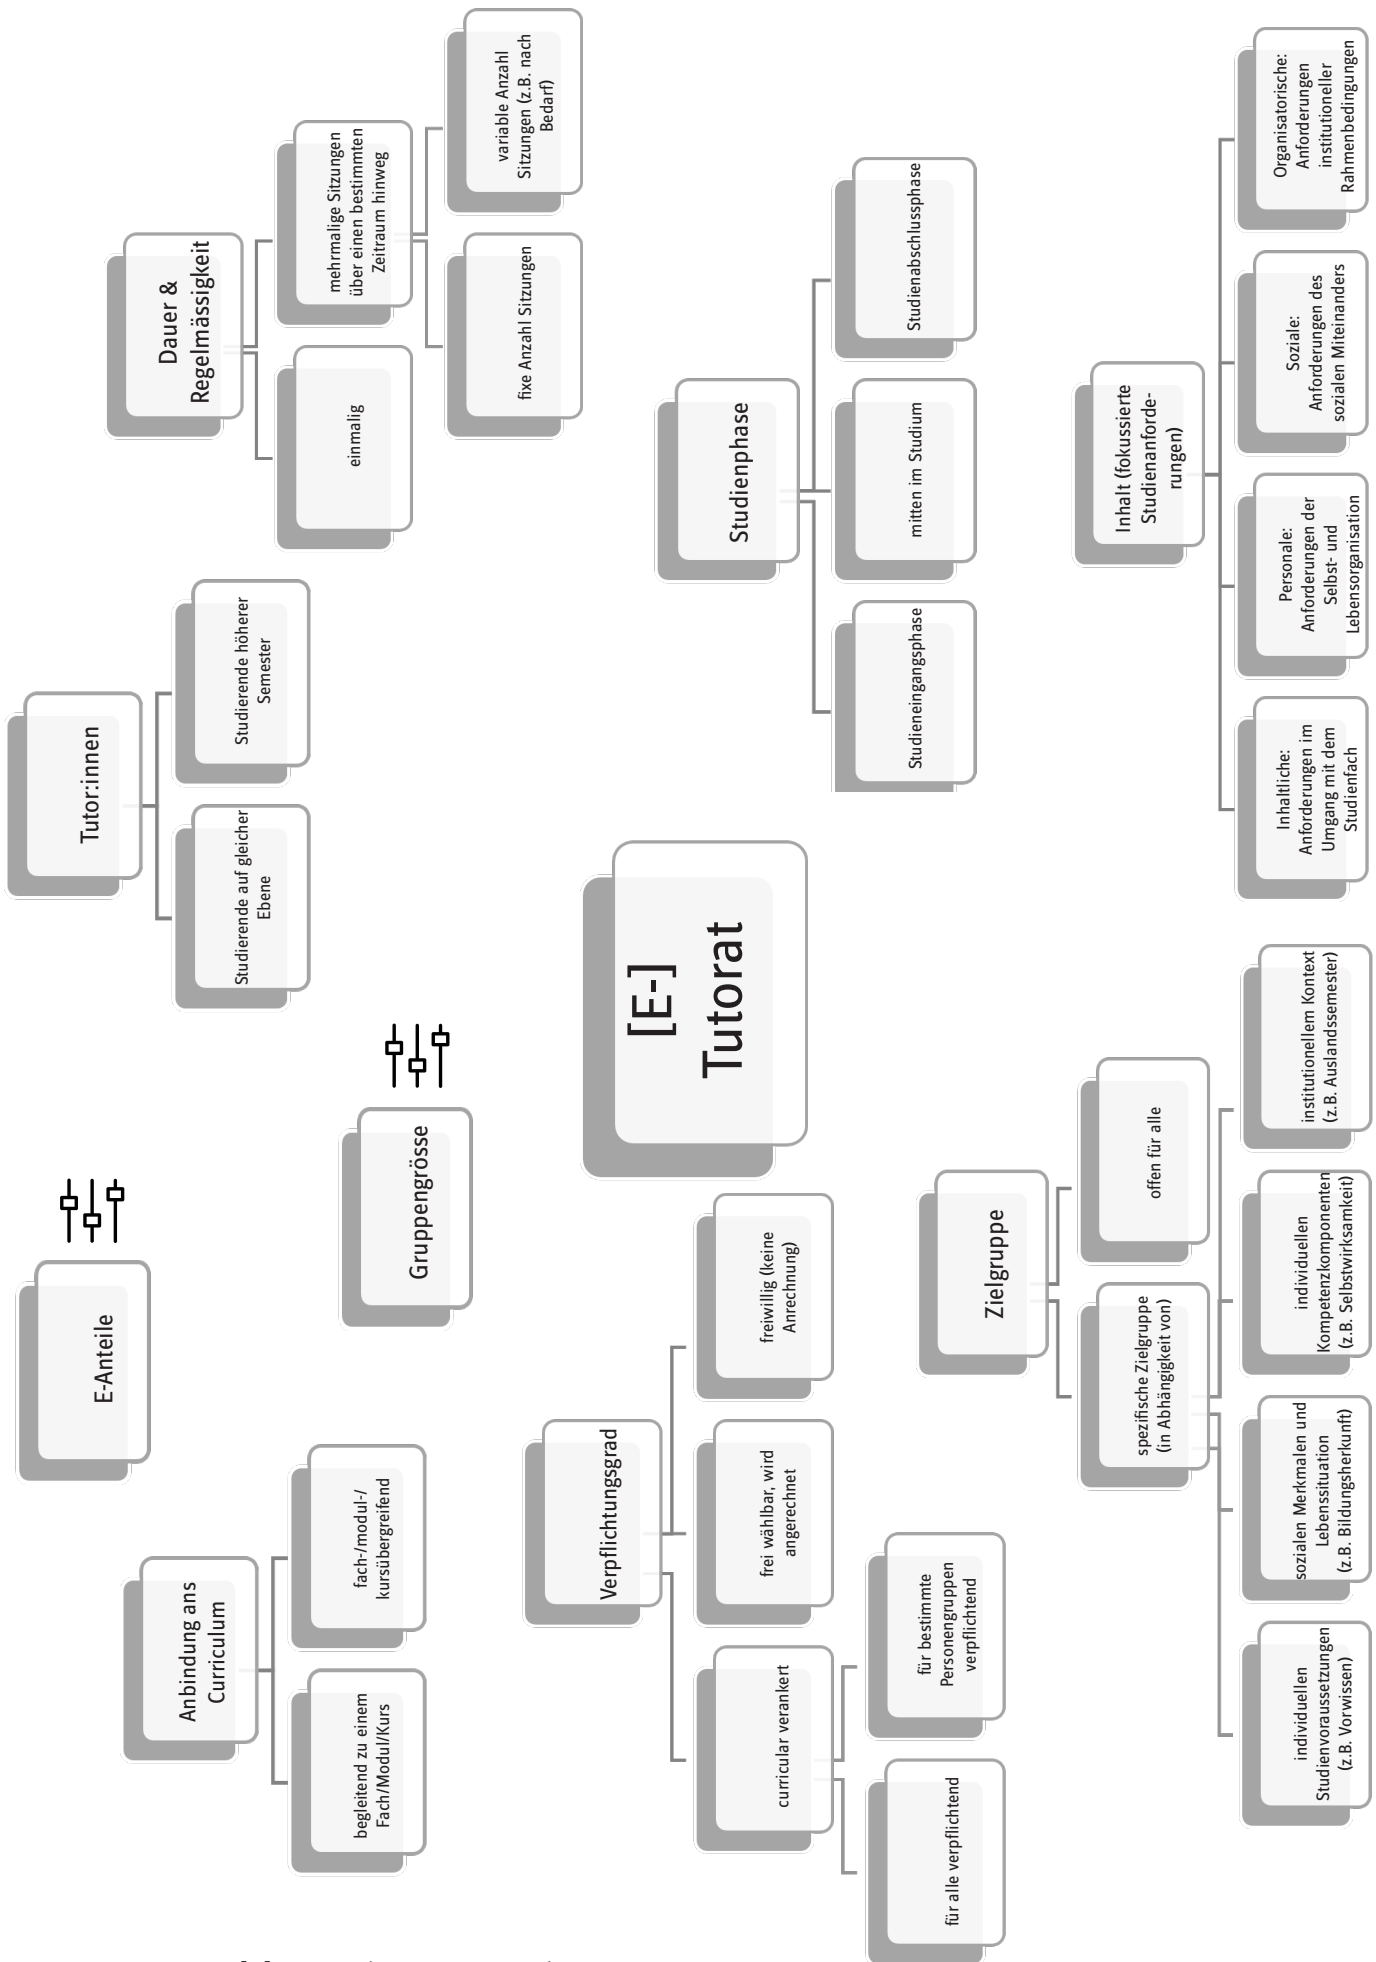 Anbindung ans
Curriculum
begleitend zu einem
Fach/Modul/Kurs
fach-/modul-/
kursübergreifend
E-Anteile
Gruppengrösse
Tutor:innen
Studierende auf gleicher
Ebene
Studierende höherer
Semester
Dauer &
Regelmässigkeit
einmalig
mehrmalige Sitzungen
über einen bestimmten
Zeitraum hinweg
fixe Anzahl Sitzungen
variable Anzahl
Sitzungen (z.B. nach
Bedarf)
Verpflichtungsgrad
curricular verankert
frei wählbar, wird
angerechnet
freiwillig (keine
Anrechnung)
für alle verpflichtend
für bestimmte
Personengruppen
verpflichtend
[E-]
Tutorat
Studienphase
Studieneingangsphase
mitten im Studium
Studienabschlussphase
Zielgruppe
spezifische Zielgruppe
(in Abhängigkeit von)
offen für alle
individuellen
Studienvoraussetzungen
(z.B. Vorwissen)
sozialen Merkmalen und
Lebenssituation
(z.B. Bildungsherkunft)
individuellen
Kompetenzkomponenten
(z.B. Selbstwirksamkeit)
institutionellem Kontext
(z.B. Auslandssemester)
Inhalt (fokussierte
Studienanforde-
rungen)
Inhaltliche:
Anforderungen im
Umgang mit dem
Studienfach
Personale:
Anforderungen der
Selbst- und
Lebensorganisation
Soziale:
Anforderungen des
sozialen Miteinanders
Organisatorische:
Anforderungen
institutioneller
Rahmenbedingungen